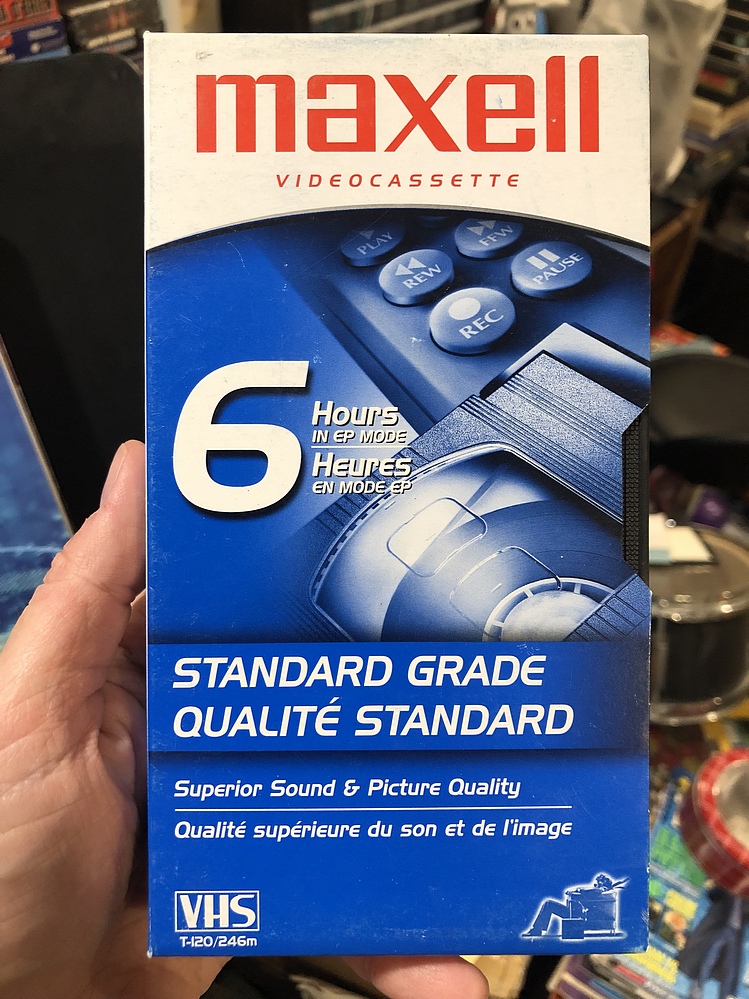 maxell
VIDEOCASSETTE
PLAY
FFW
REW
PAUSE
REC
6
Hours
IN EP MODE
Heures
EN MODE EP
STANDARD GRADE
QUALITÉ STANDARD
Superior Sound & Picture Quality
Qualité supérieure du son et de l'image
VHS
T-120/246m